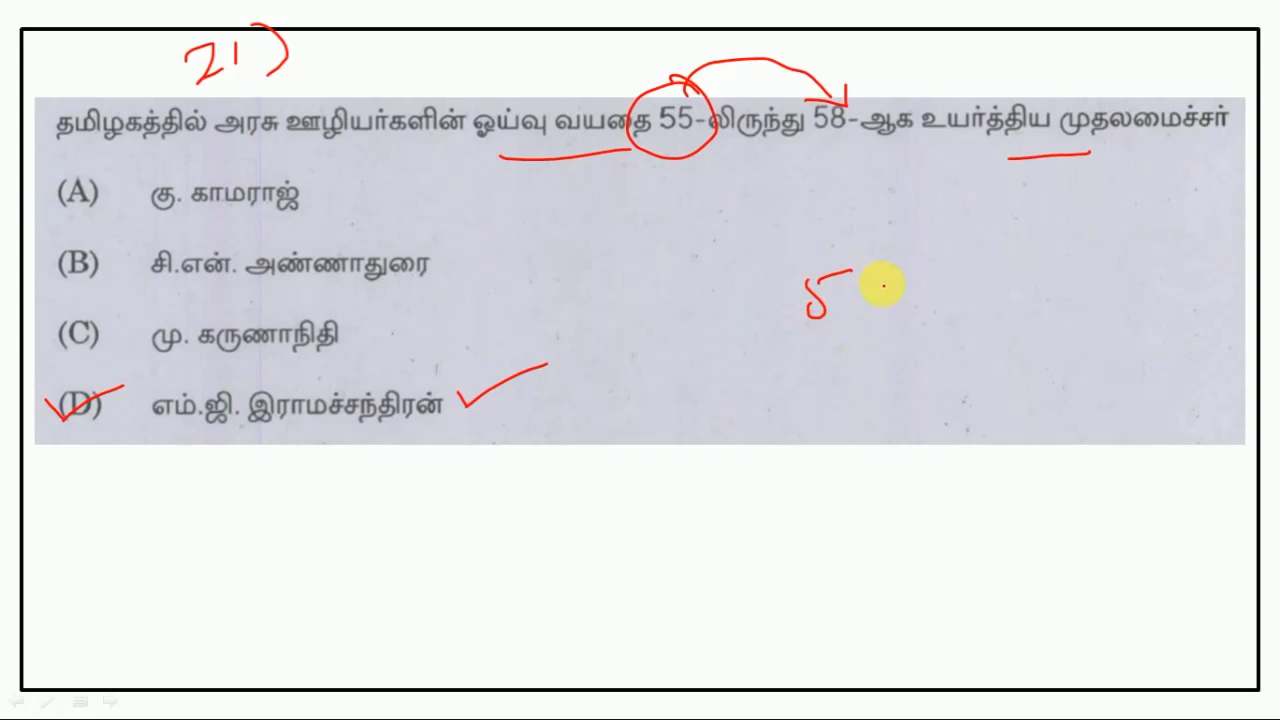 21)
தமிழகத்தில் அரசு ஊழியர்களின் ஓய்வு வயதை 55-லிருந்து 58-ஆக உயர்த்திய முதலமைச்சர்
(A) கு. காமராஜ்
(B) சி.என். அண்ணாதுரை
5
(C) மு. கருணாநிதி
(D) எம்.ஜி. இராமச்சந்திரன்